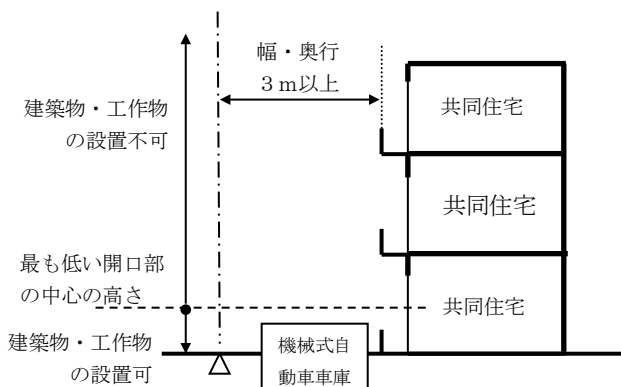 幅・奥行
３ｍ以上
建築物・工作物
の設置不可
共同住宅
共同住宅
最も低い開口部
の中心の高さ
共同住宅
建築物・工作物
の設置可
機械式自
動車車庫